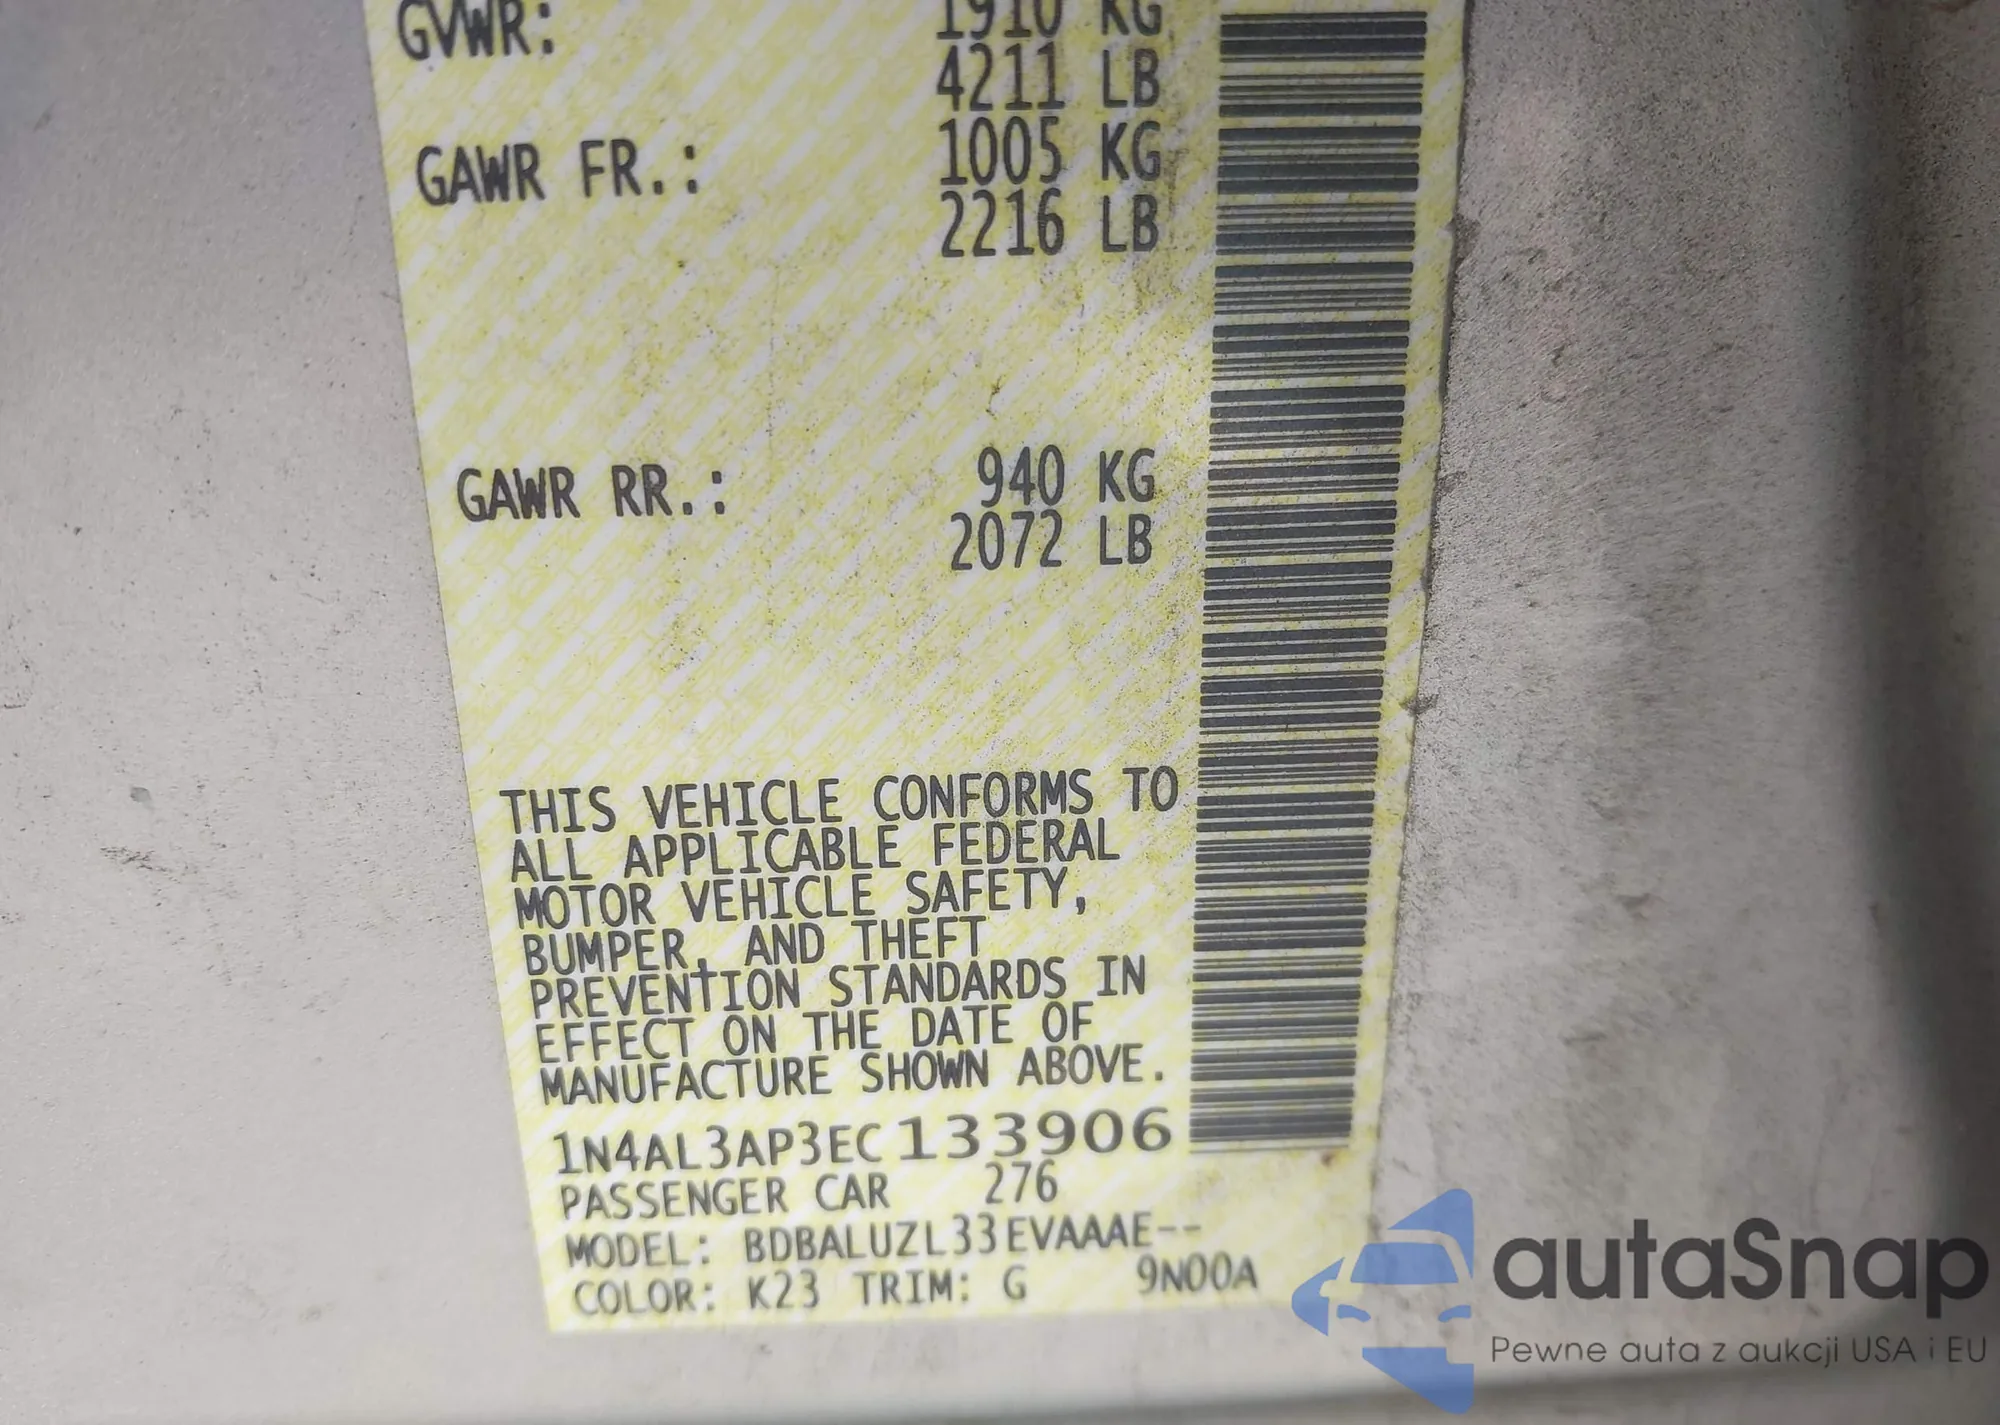 GVWR: 1910 KG
4211 LB
GAWR FR.: 1005 KG
2216 LB
GAWR RR.: 940 KG
2072 LB
THIS VEHICLE CONFORMS TO
ALL APPLICABLE FEDERAL
MOTOR VEHICLE SAFETY,
BUMPER, AND THEFT
PREVENTION STANDARDS IN
EFFECT ON THE DATE OF
MANUFACTURE SHOWN ABOVE.
1N4AL3AP3EC133906
PASSENGER CAR 276
MODEL: BDBALUZL33EVAAAE--
COLOR: K23 TRIM: G 9N00A
autaSnap
Pewne auta z aukcji USA i EU